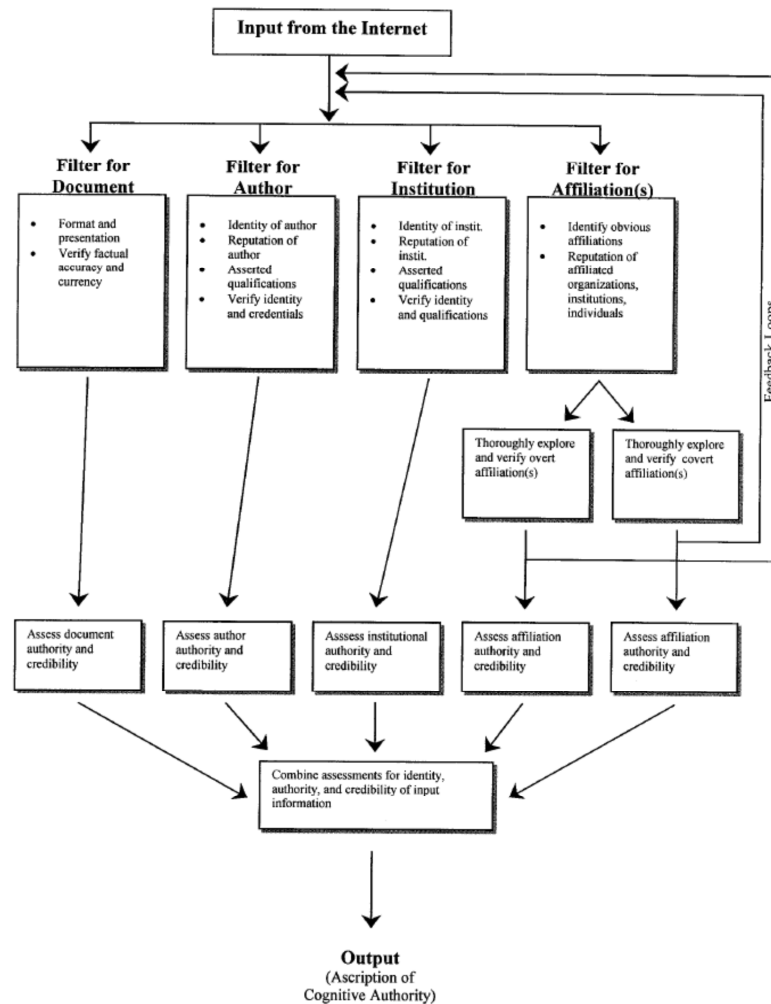 Input from the Internet
Filter for
Document
Filter for
Author
Filter for
Institution
Filter for
Affiliation(s)
• Format and
presentation
• Verify factual
accuracy and
currency
• Identity of author
• Reputation of
author
• Asserted
qualifications
• Verify identity
and credentials
• Identity of instit.
• Reputation of
instit.
• Asserted
qualifications
• Verify identity
and qualifications
• Identify obvious
affiliations
• Reputation of
affiliated
organizations,
institutions,
individuals
Feedback Loops
Thoroughly explore
and verify overt
affiliation(s)
Thoroughly explore
and verify covert
affiliation(s)
Assess document
authority and
credibility
Assess author
authority and
credibility
Asssess institutional
authority and
credibility
Assess affiliation
authority and
credibility
Assess affiliation
authority and
credibility
Combine assessments for identity,
authority, and credibility of input
information
Output
(Ascription of
Cognitive Authority)